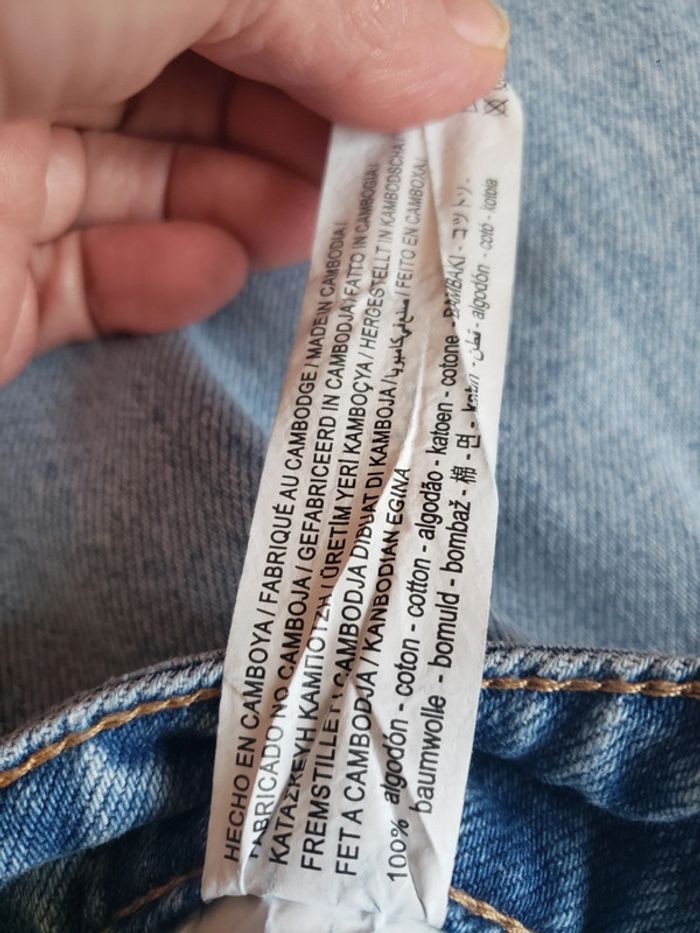 HECHO EN CAMBOYA / FABRIQUÉ AU CAMBODGE / MADE IN CAMBODIA /
FABRICADO NO CAMBOJA / GEFABRICEERD IN CAMBODJA / FATTO IN CAMBOGIA /
ΚΑΤΑΣΚΕΥΗ ΚΑΜΠΟΤΖΗ / ÜRETİM YERİ KAMBOÇYA / HERGESTELLT IN KAMBODSCHA /
FREMSTILLET I CAMBODJA DIBUAT DI KAMBOJA / صنع في كامبوديا / FEITO EN CAMBOXA /
FET A CAMBODJA / KANBODIAN EGINA
100% algodón - coton - cotton - algodão - katoen - cotone - ΒΑΜΒΑΚΙ - コットン.
baumwolle - bomuld - bombaž - 棉 - 면 - katun - قطن - algodón - cotó - kotoia